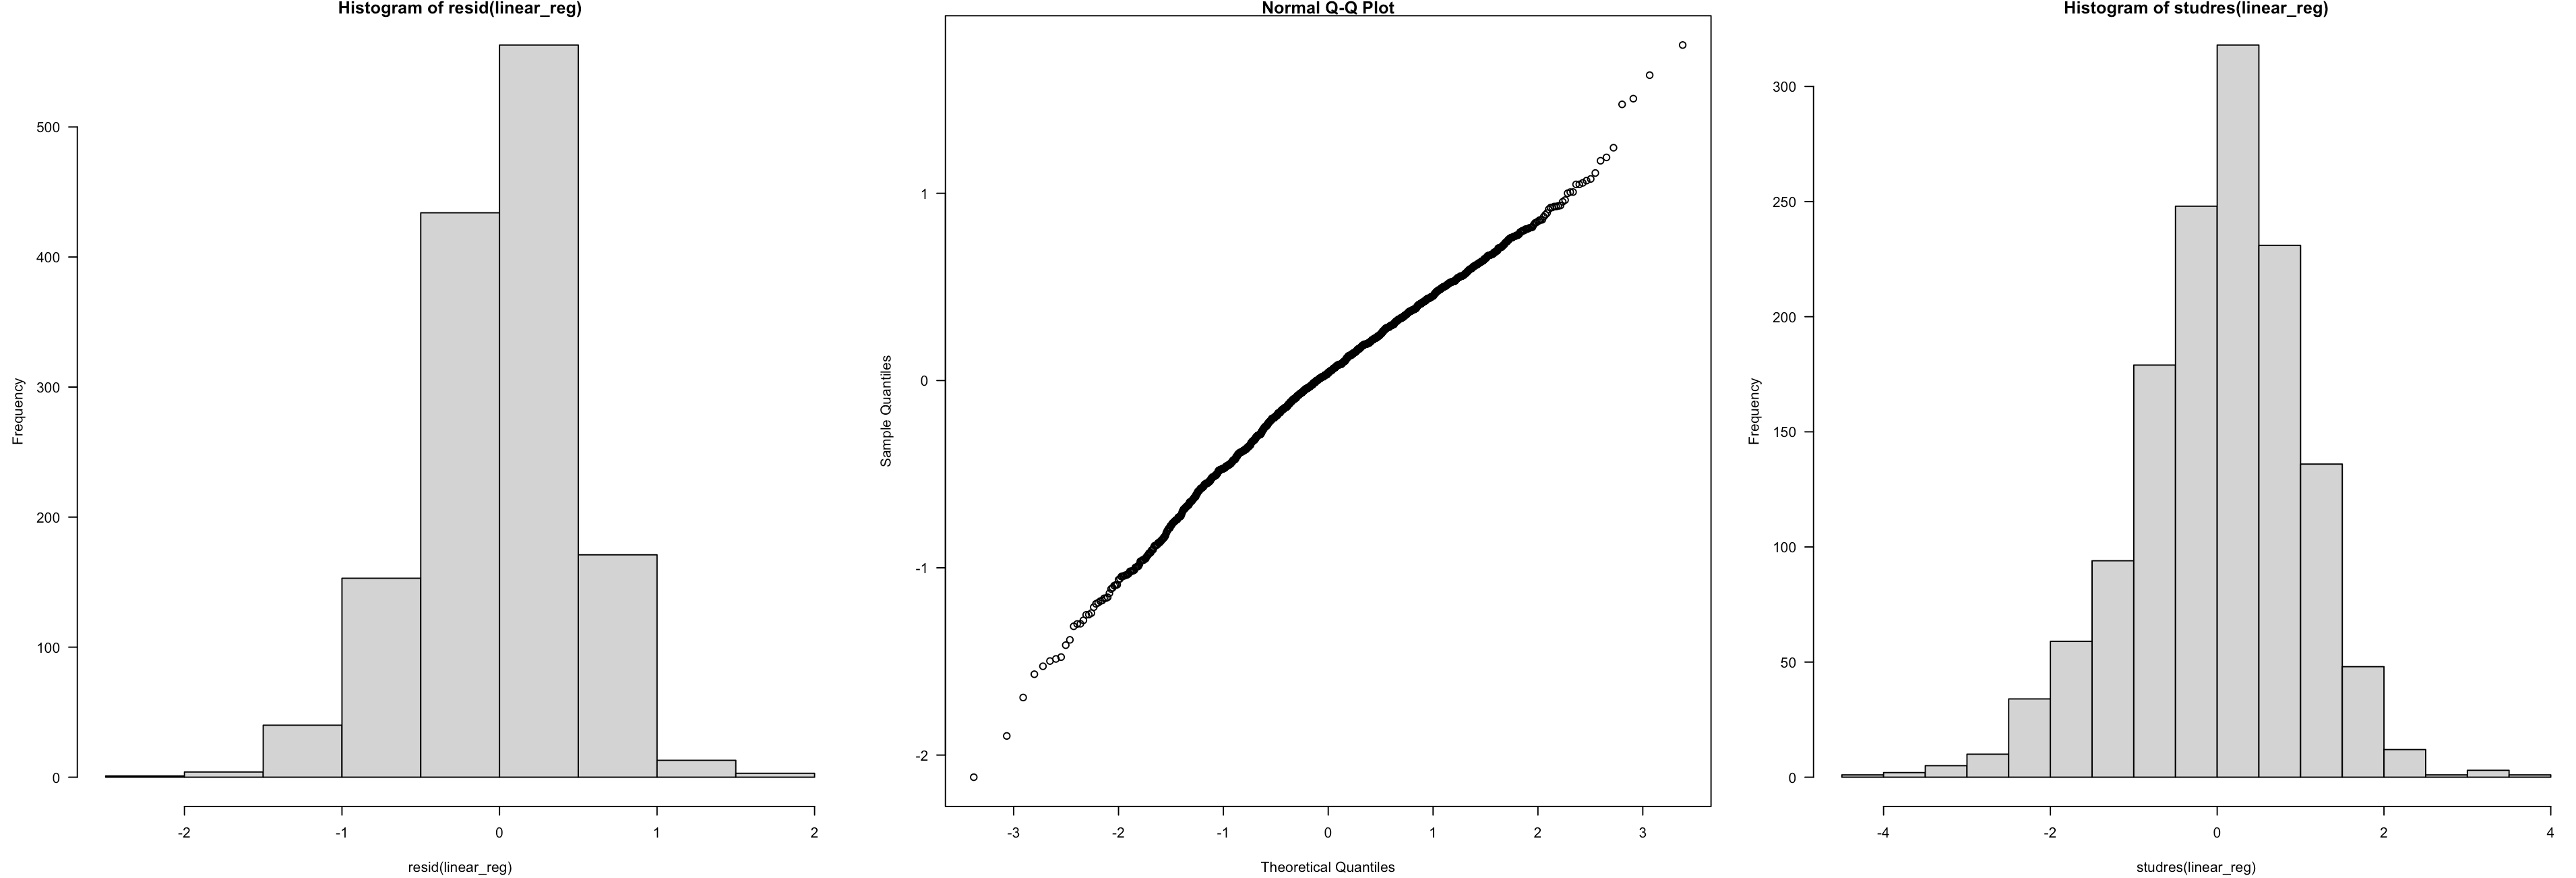 Histogram of resid(linear_reg)
Frequency
500
400
300
200
100
0
-2 -1 0 1 2
resid(linear_reg)
Normal Q-Q Plot
Sample Quantiles
1
0
-1
-2
-3 -2 -1 0 1 2 3
Theoretical Quantiles
Histogram of studres(linear_reg)
Frequency
300
250
200
150
100
50
0
-4 -2 0 2 4
studres(linear_reg)